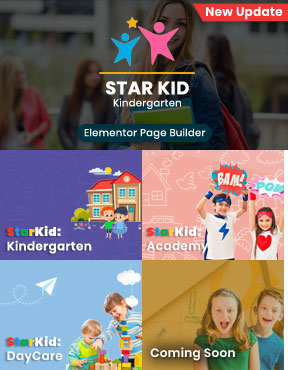 New Update
STAR KID
Kindergarten
Elementor Page Builder
StarKid:
Kindergarten
BAM!
POW
StarKid:
Academy
StarKid:
DayCare
Coming Soon